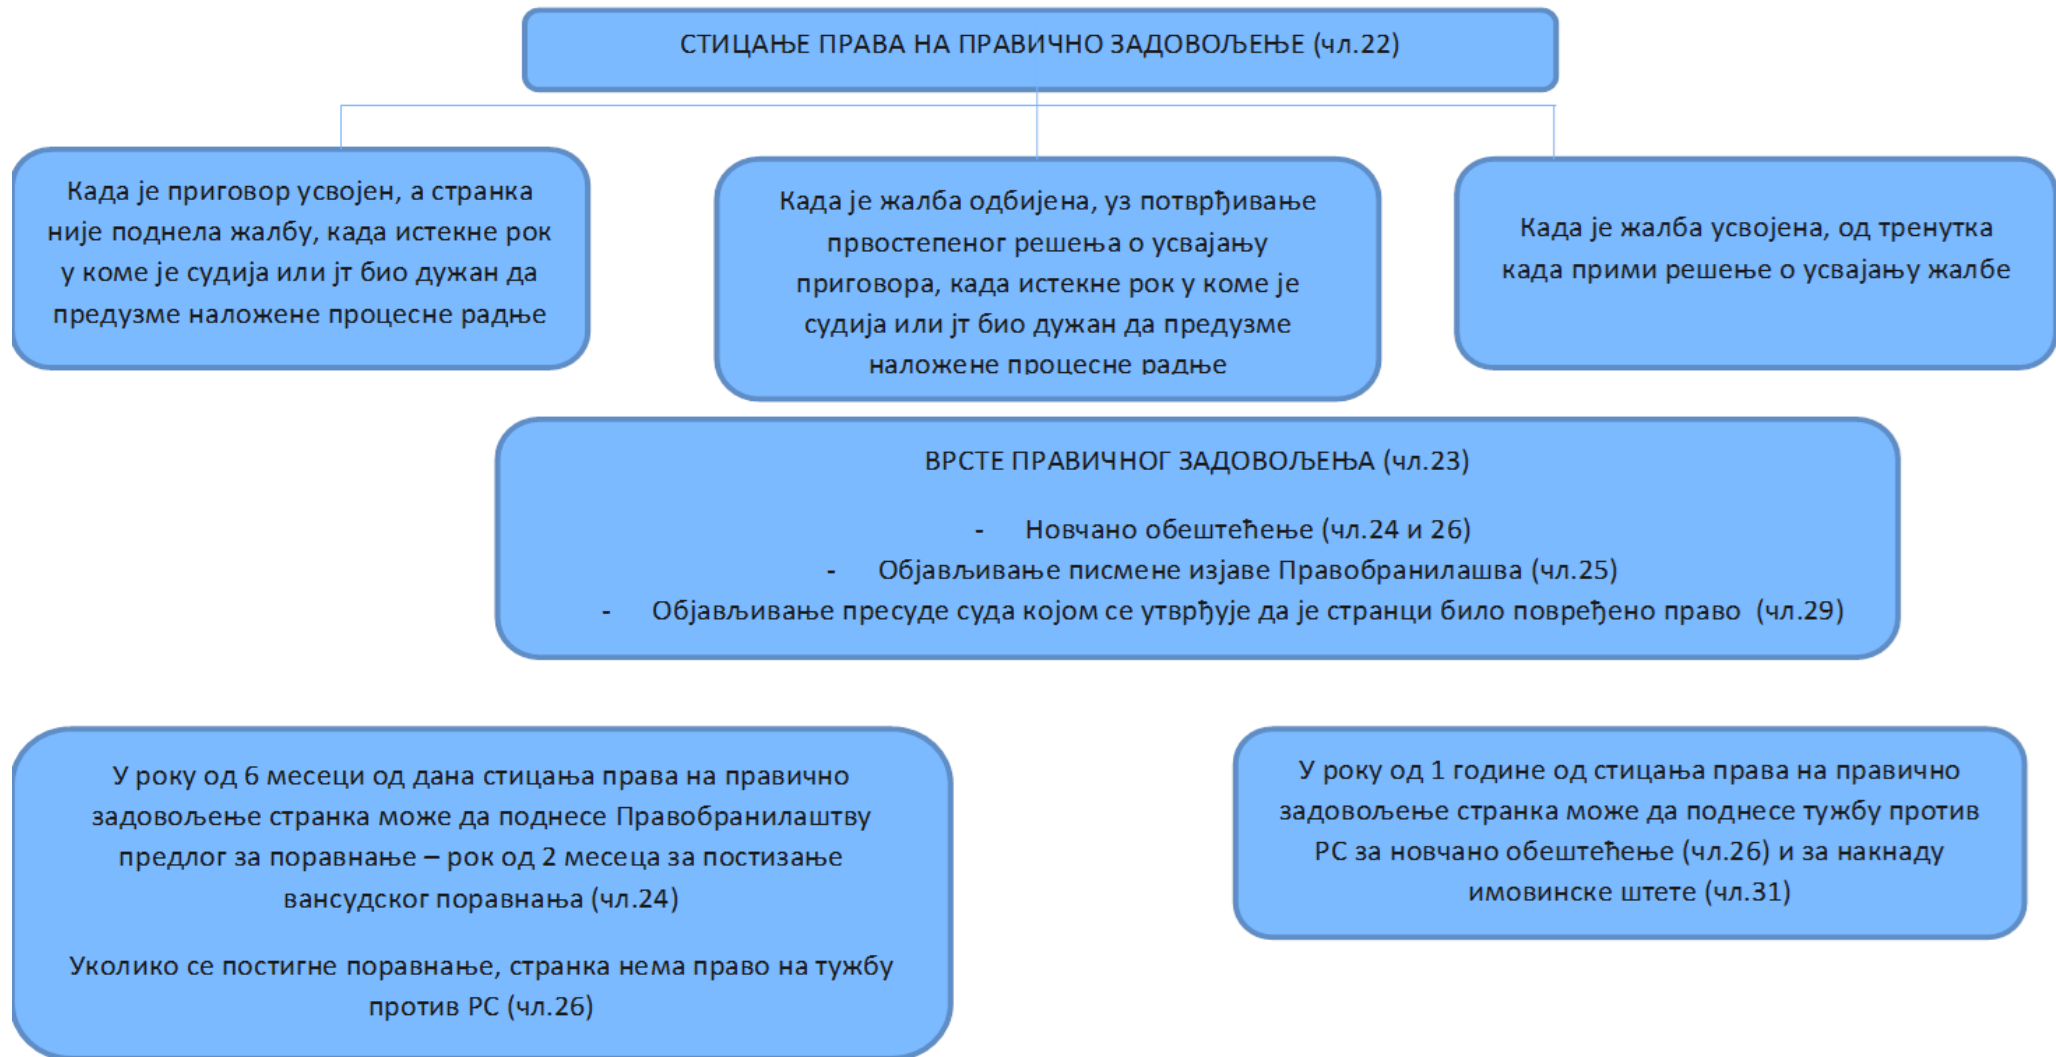 СТИЦАЊЕ ПРАВА НА ПРАВИЧНО ЗАДОВОЉЕЊЕ (чл.22)
Када је приговор усвојен, а странка
није поднела жалбу, када истекне рок
у коме је судија или јт био дужан да
предузме наложене процесне радње
Када је жалба одбијена, уз потврђивање
првостепеног решења о усвајању
приговора, када истекне рок у коме је
судија или јт био дужан да предузме
наложене процесне радње
Када је жалба усвојена, од тренутка
када прими решење о усвајању жалбе
ВРСТЕ ПРАВИЧНОГ ЗАДОВОЉЕЊА (чл.23)
- Новчано обештећење (чл.24 и 26)
- Објављивање писмене изјаве Правобранилашва (чл.25)
- Објављивање пресуде суда којом се утврђује да је странци било повређено право (чл.29)
У року од 6 месеци од дана стицања права на правично
задовољење странка може да поднесе Правобранилаштву
предлог за поравнање – рок од 2 месеца за постизање
вансудског поравнања (чл.24)
Уколико се постигне поравнање, странка нема право на тужбу
против РС (чл.26)
У року од 1 године од стицања права на правично
задовољење странка може да поднесе тужбу против
РС за новчано обештећење (чл.26) и за накнаду
имовинске штете (чл.31)